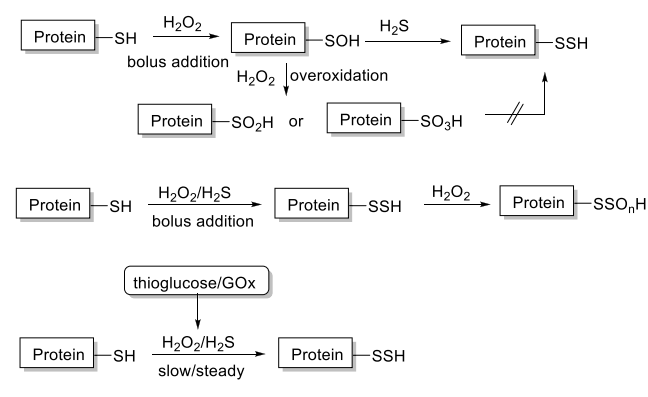 Protein –SH H₂O₂ Protein –SOH H₂S Protein –SSH
bolus addition
H₂O₂ overoxidation
Protein –SO₂H or Protein –SO₃H
Protein –SH H₂O₂/H₂S Protein –SSH H₂O₂ Protein –SSOₙH
bolus addition
thioglucose/GOx
Protein –SH H₂O₂/H₂S Protein –SSH
slow/steady